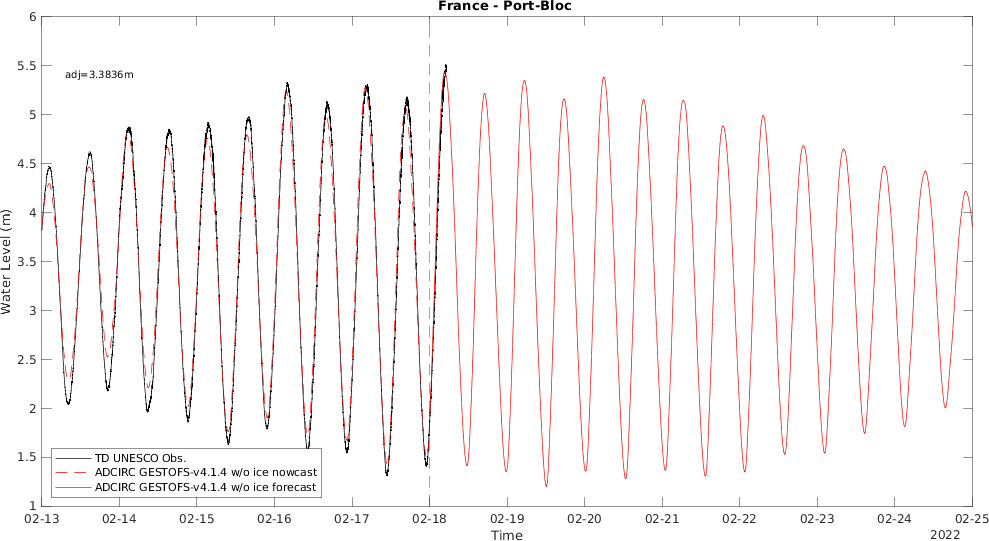 France - Port-Bloc
adj=3.3836m
Water Level (m)
6
5.5
5
4.5
4
3.5
3
2.5
2
1.5
1
TD UNESCO Obs.
ADCIRC GESTOFS-v4.1.4 w/o ice nowcast
ADCIRC GESTOFS-v4.1.4 w/o ice forecast
02-13 02-14 02-15 02-16 02-17 02-18 02-19 02-20 02-21 02-22 02-23 02-24 02-25
Time
2022